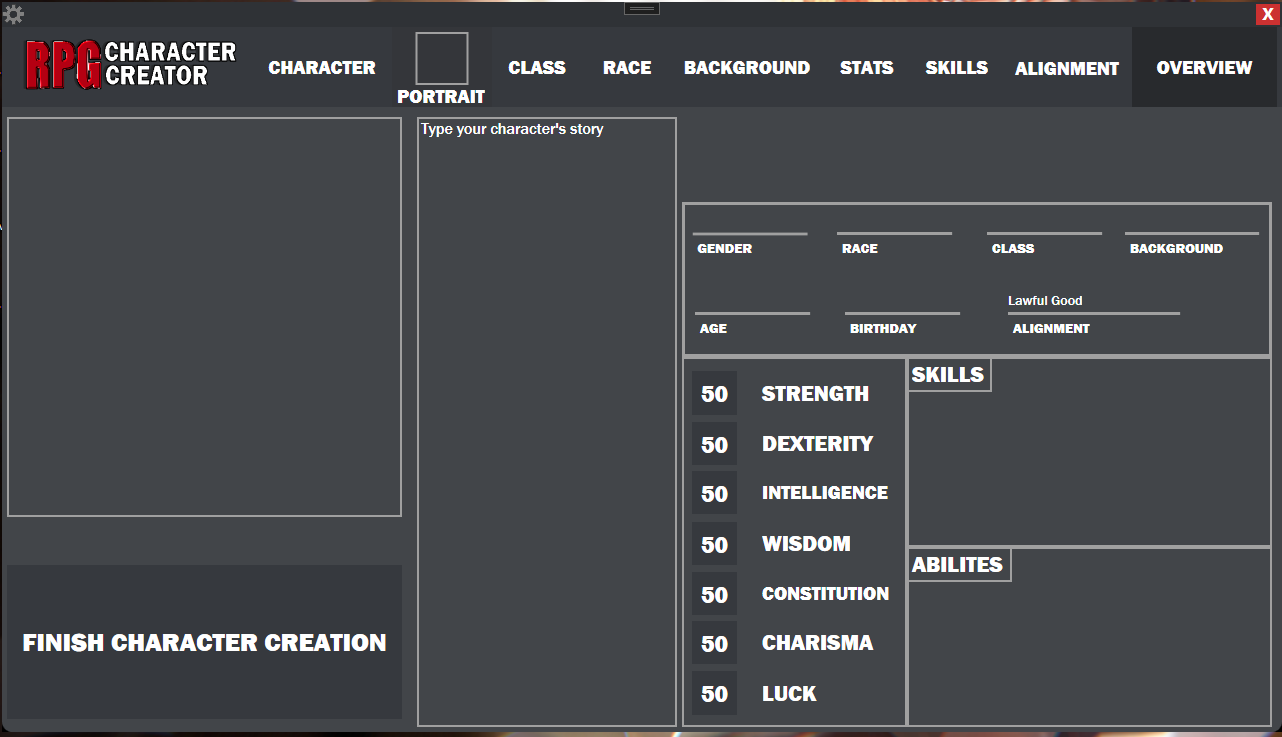 X
RPG CHARACTER
CREATOR
CHARACTER
PORTRAIT
CLASS
RACE
BACKGROUND
STATS
SKILLS
ALIGNMENT
OVERVIEW
Type your character's story
GENDER
RACE
CLASS
BACKGROUND
Lawful Good
AGE
BIRTHDAY
ALIGNMENT
50 STRENGTH
50 DEXTERITY
50 INTELLIGENCE
50 WISDOM
50 CONSTITUTION
50 CHARISMA
50 LUCK
SKILLS
ABILITES
FINISH CHARACTER CREATION